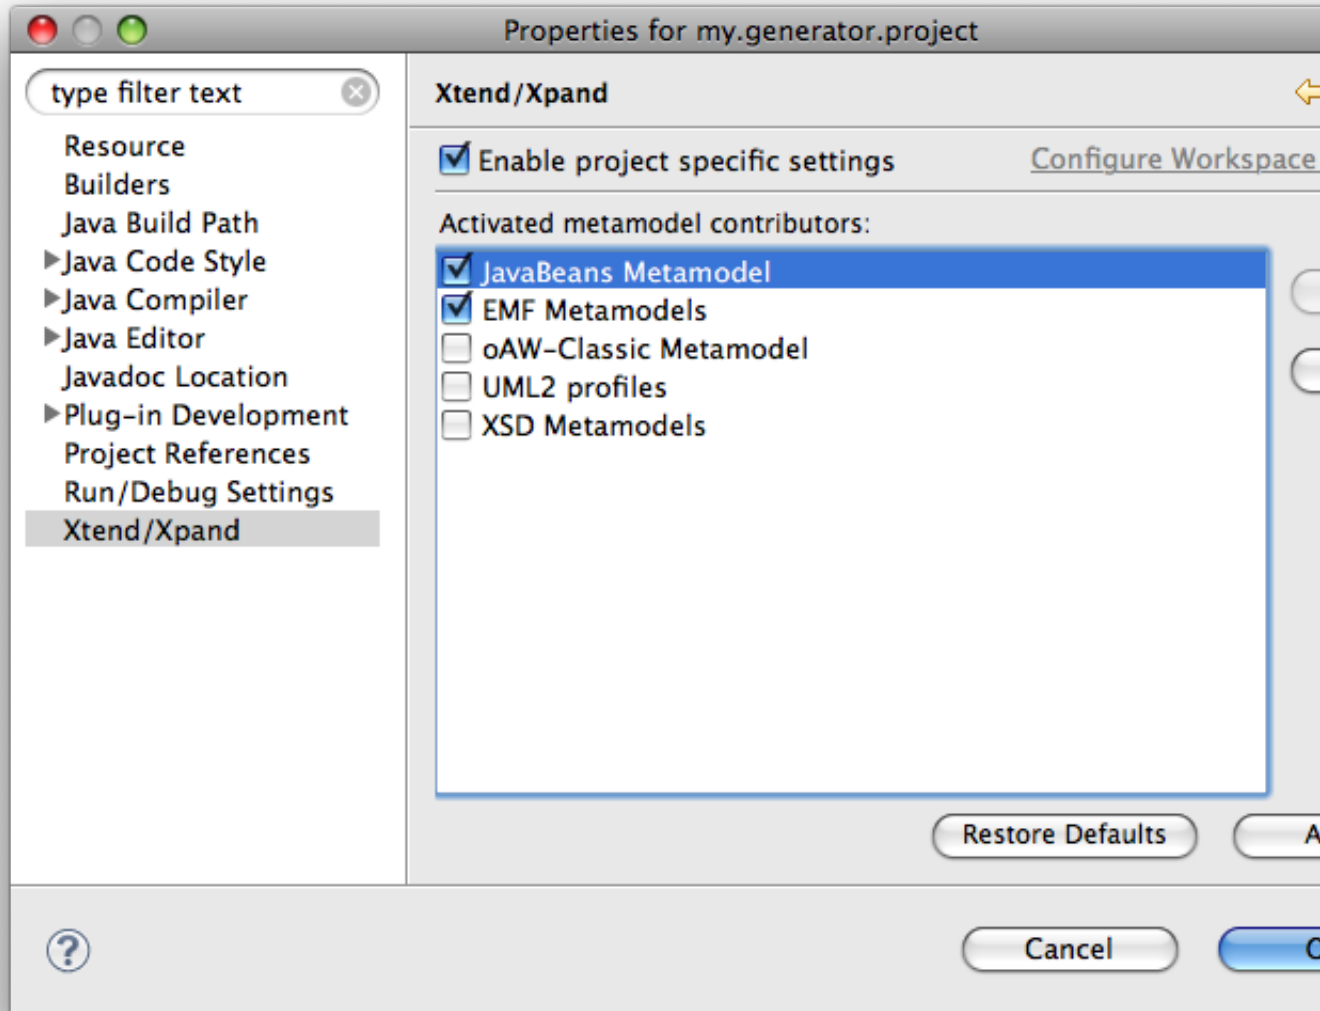 Properties for my.generator.project
type filter text
Resource
Builders
Java Build Path
Java Code Style
Java Compiler
Java Editor
Javadoc Location
Plug-in Development
Project References
Run/Debug Settings
Xtend/Xpand
Xtend/Xpand
Enable project specific settings
Configure Workspace
Activated metamodel contributors:
JavaBeans Metamodel
EMF Metamodels
oAW-Classic Metamodel
UML2 profiles
XSD Metamodels
Restore Defaults
?
Cancel